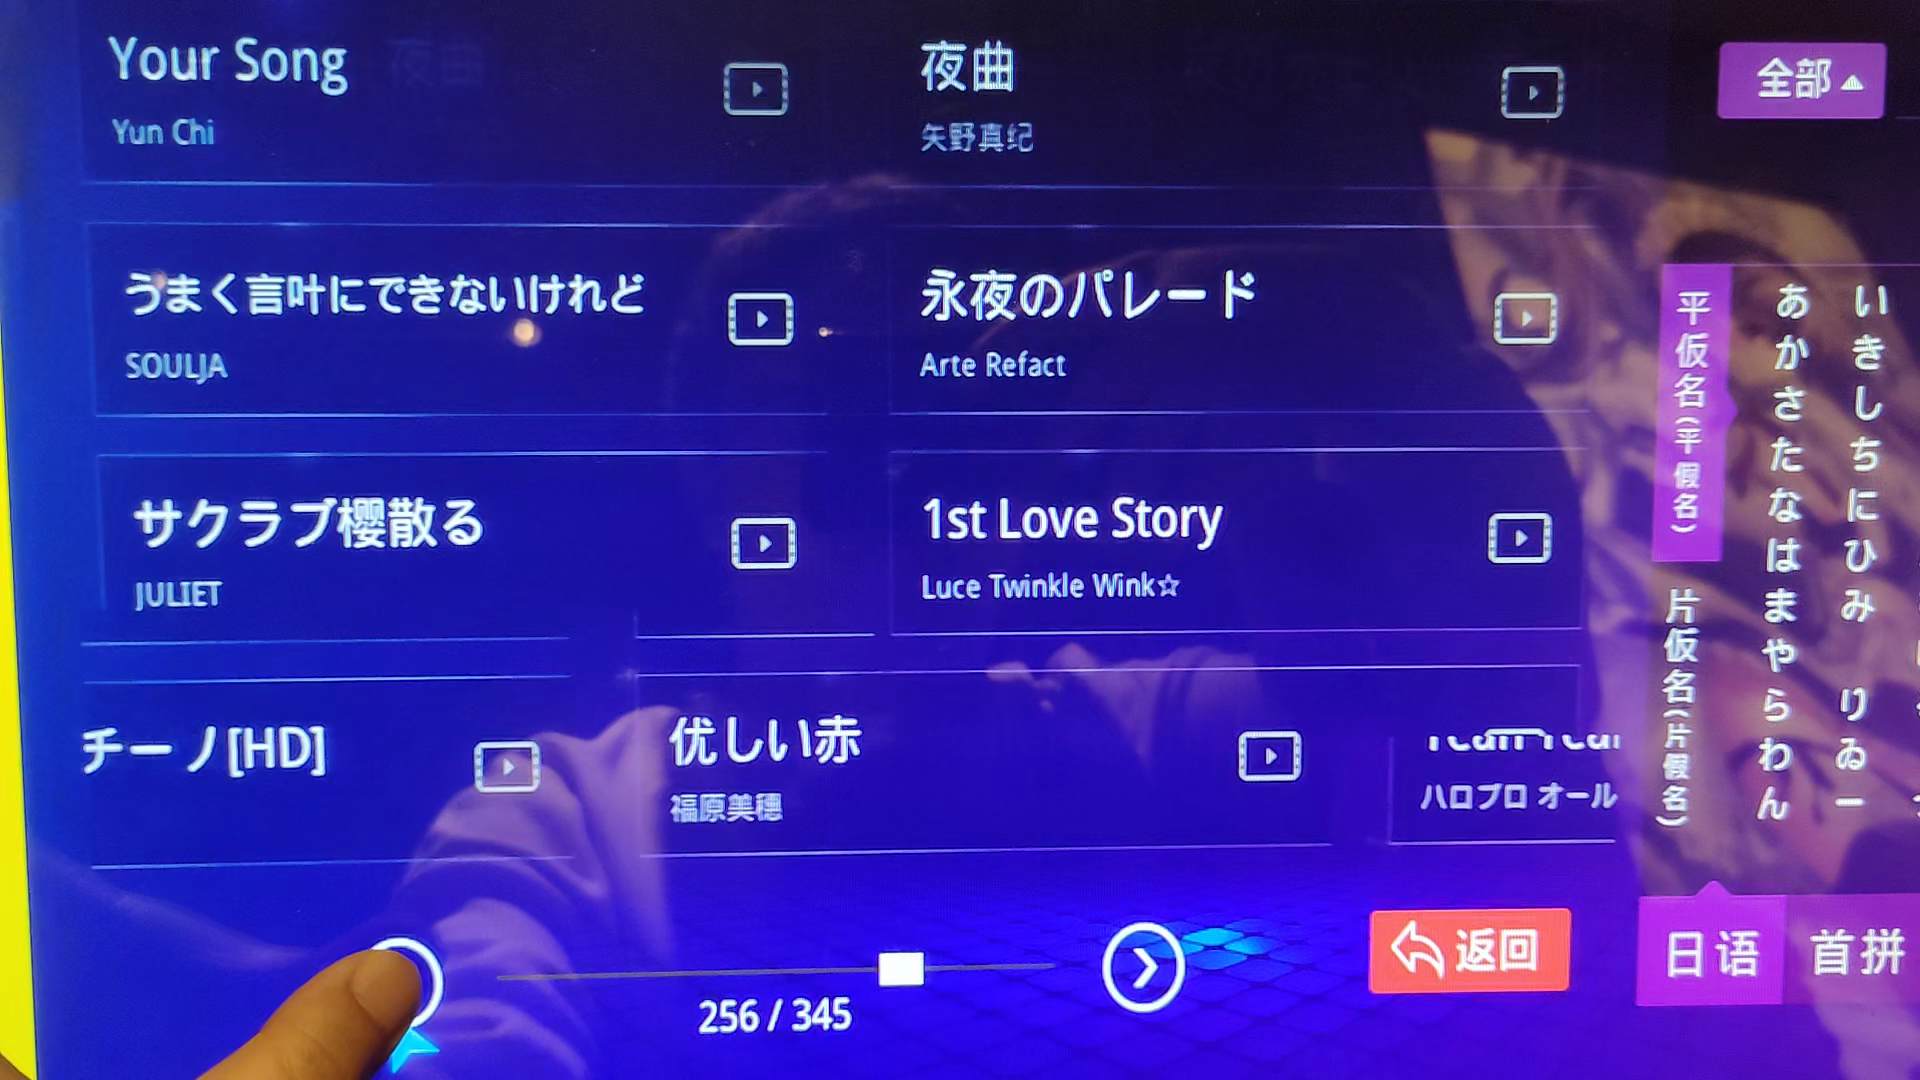 Your Song
Yun Chi
夜曲
矢野真纪
全部
うまく言叶にできないけれど
SOULJA
永夜のパレード
Arte Refact
サクラブ樱散る
JULIET
1st Love Story
Luce Twinkle Wink☆
チーノ[HD]
优しい赤
福原美穗
ハロプロ オール
256 / 345
返回
平仮名(平假名)
片仮名(片假名)
あかさたなはまやらわん
いきしちにひみ りゐー
日语
首拼